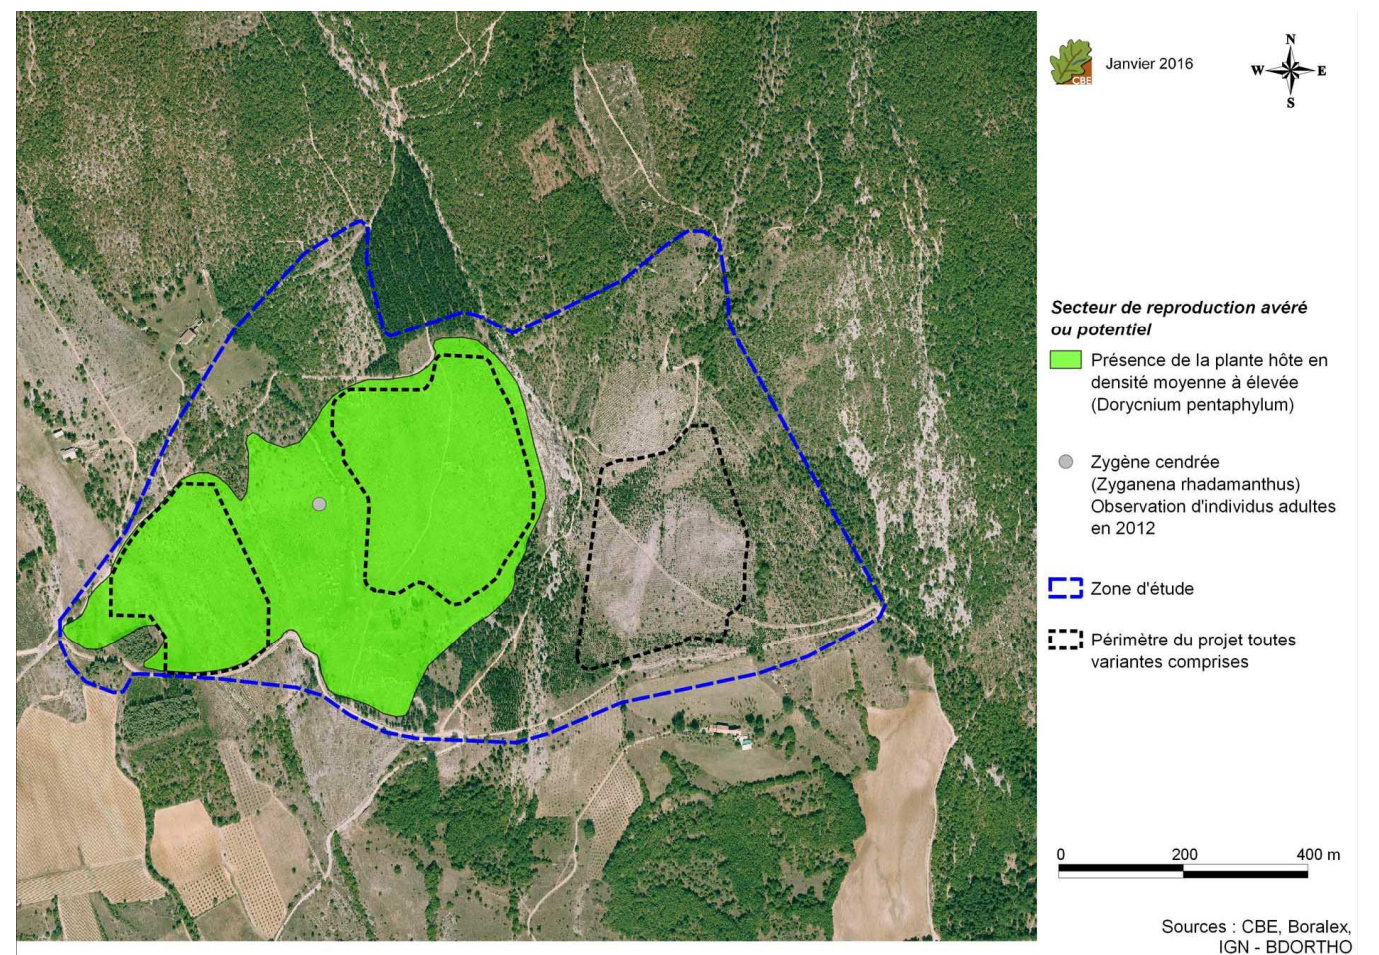 CBE
Janvier 2016
N
W E
S
Secteur de reproduction avéré
ou potentiel
Présence de la plante hôte en
densité moyenne à élevée
(Dorycnium pentaphylum)
Zygène cendrée
(Zyganena rhadamanthus)
Observation d'individus adultes
en 2012
Zone d'étude
Périmètre du projet toutes
variantes comprises
0 200 400 m
Sources : CBE, Boralex,
IGN - BDORTHO